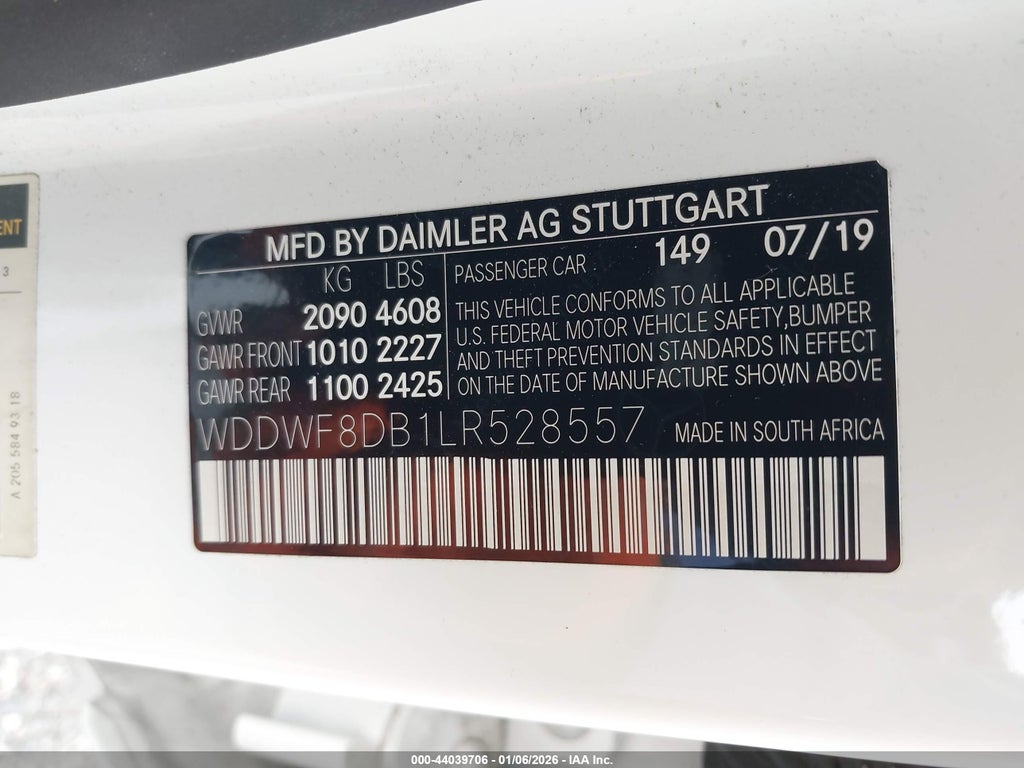 ENT
3
A 205 584 93 18
MFD BY DAIMLER AG STUTTGART
KG LBS
GVWR 2090 4608
GAWR FRONT 1010 2227
GAWR REAR 1100 2425
PASSENGER CAR 149 07/19
THIS VEHICLE CONFORMS TO ALL APPLICABLE
U.S. FEDERAL MOTOR VEHICLE SAFETY,BUMPER
AND THEFT PREVENTION STANDARDS IN EFFECT
ON THE DATE OF MANUFACTURE SHOWN ABOVE
WDDWF8DB1LR528557 MADE IN SOUTH AFRICA
000-44039706 - 01/06/2026 - IAA Inc.